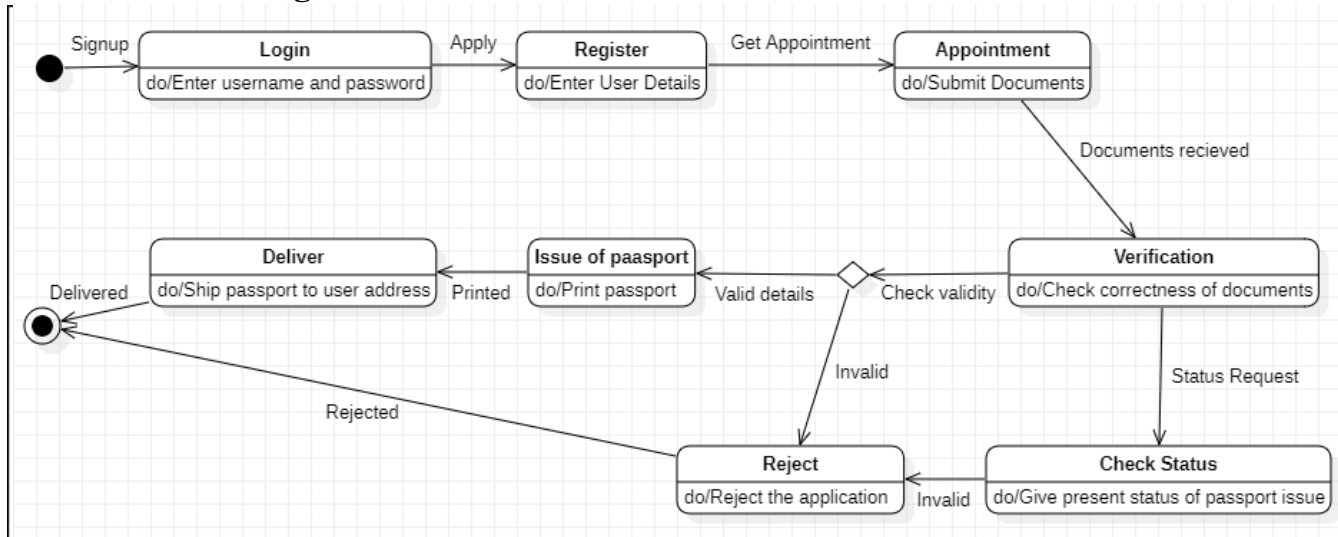 Signup
Login
do/Enter username and password
Apply
Register
do/Enter User Details
Get Appointment
Appointment
do/Submit Documents
Documents recieved
Verification
do/Check correctness of documents
Check validity
Valid details
Issue of paasport
do/Print passport
Printed
Deliver
do/Ship passport to user address
Delivered
Invalid
Status Request
Rejected
Reject
do/Reject the application
Invalid
Check Status
do/Give present status of passport issue